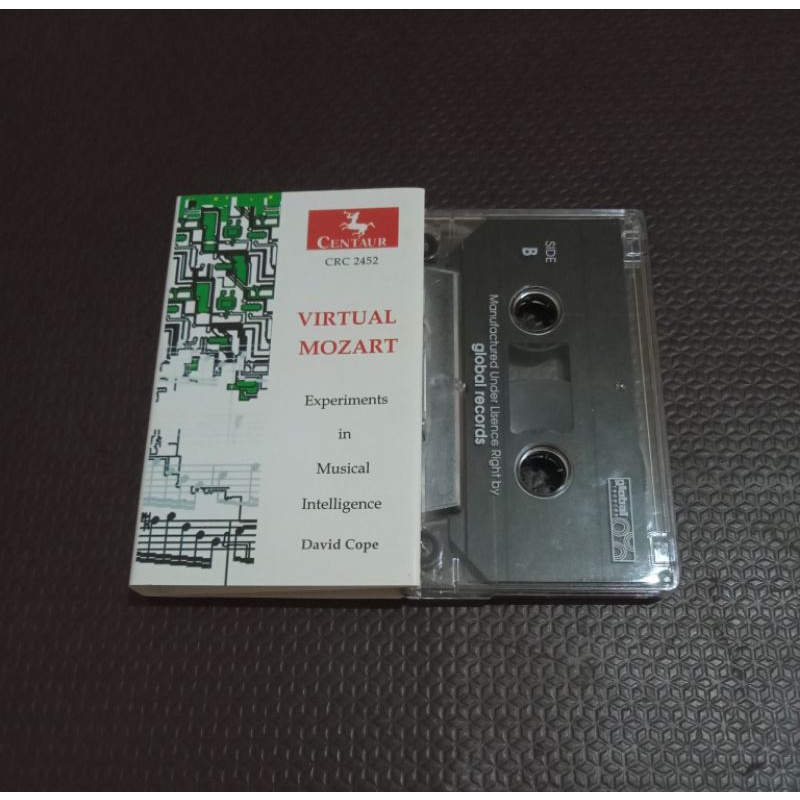 CENTAUR
CRC 2452
VIRTUAL
MOZART
Experiments
in
Musical
Intelligence
David Cope
SIDE
B
Manufactured Under Lisence Right by
global records
global